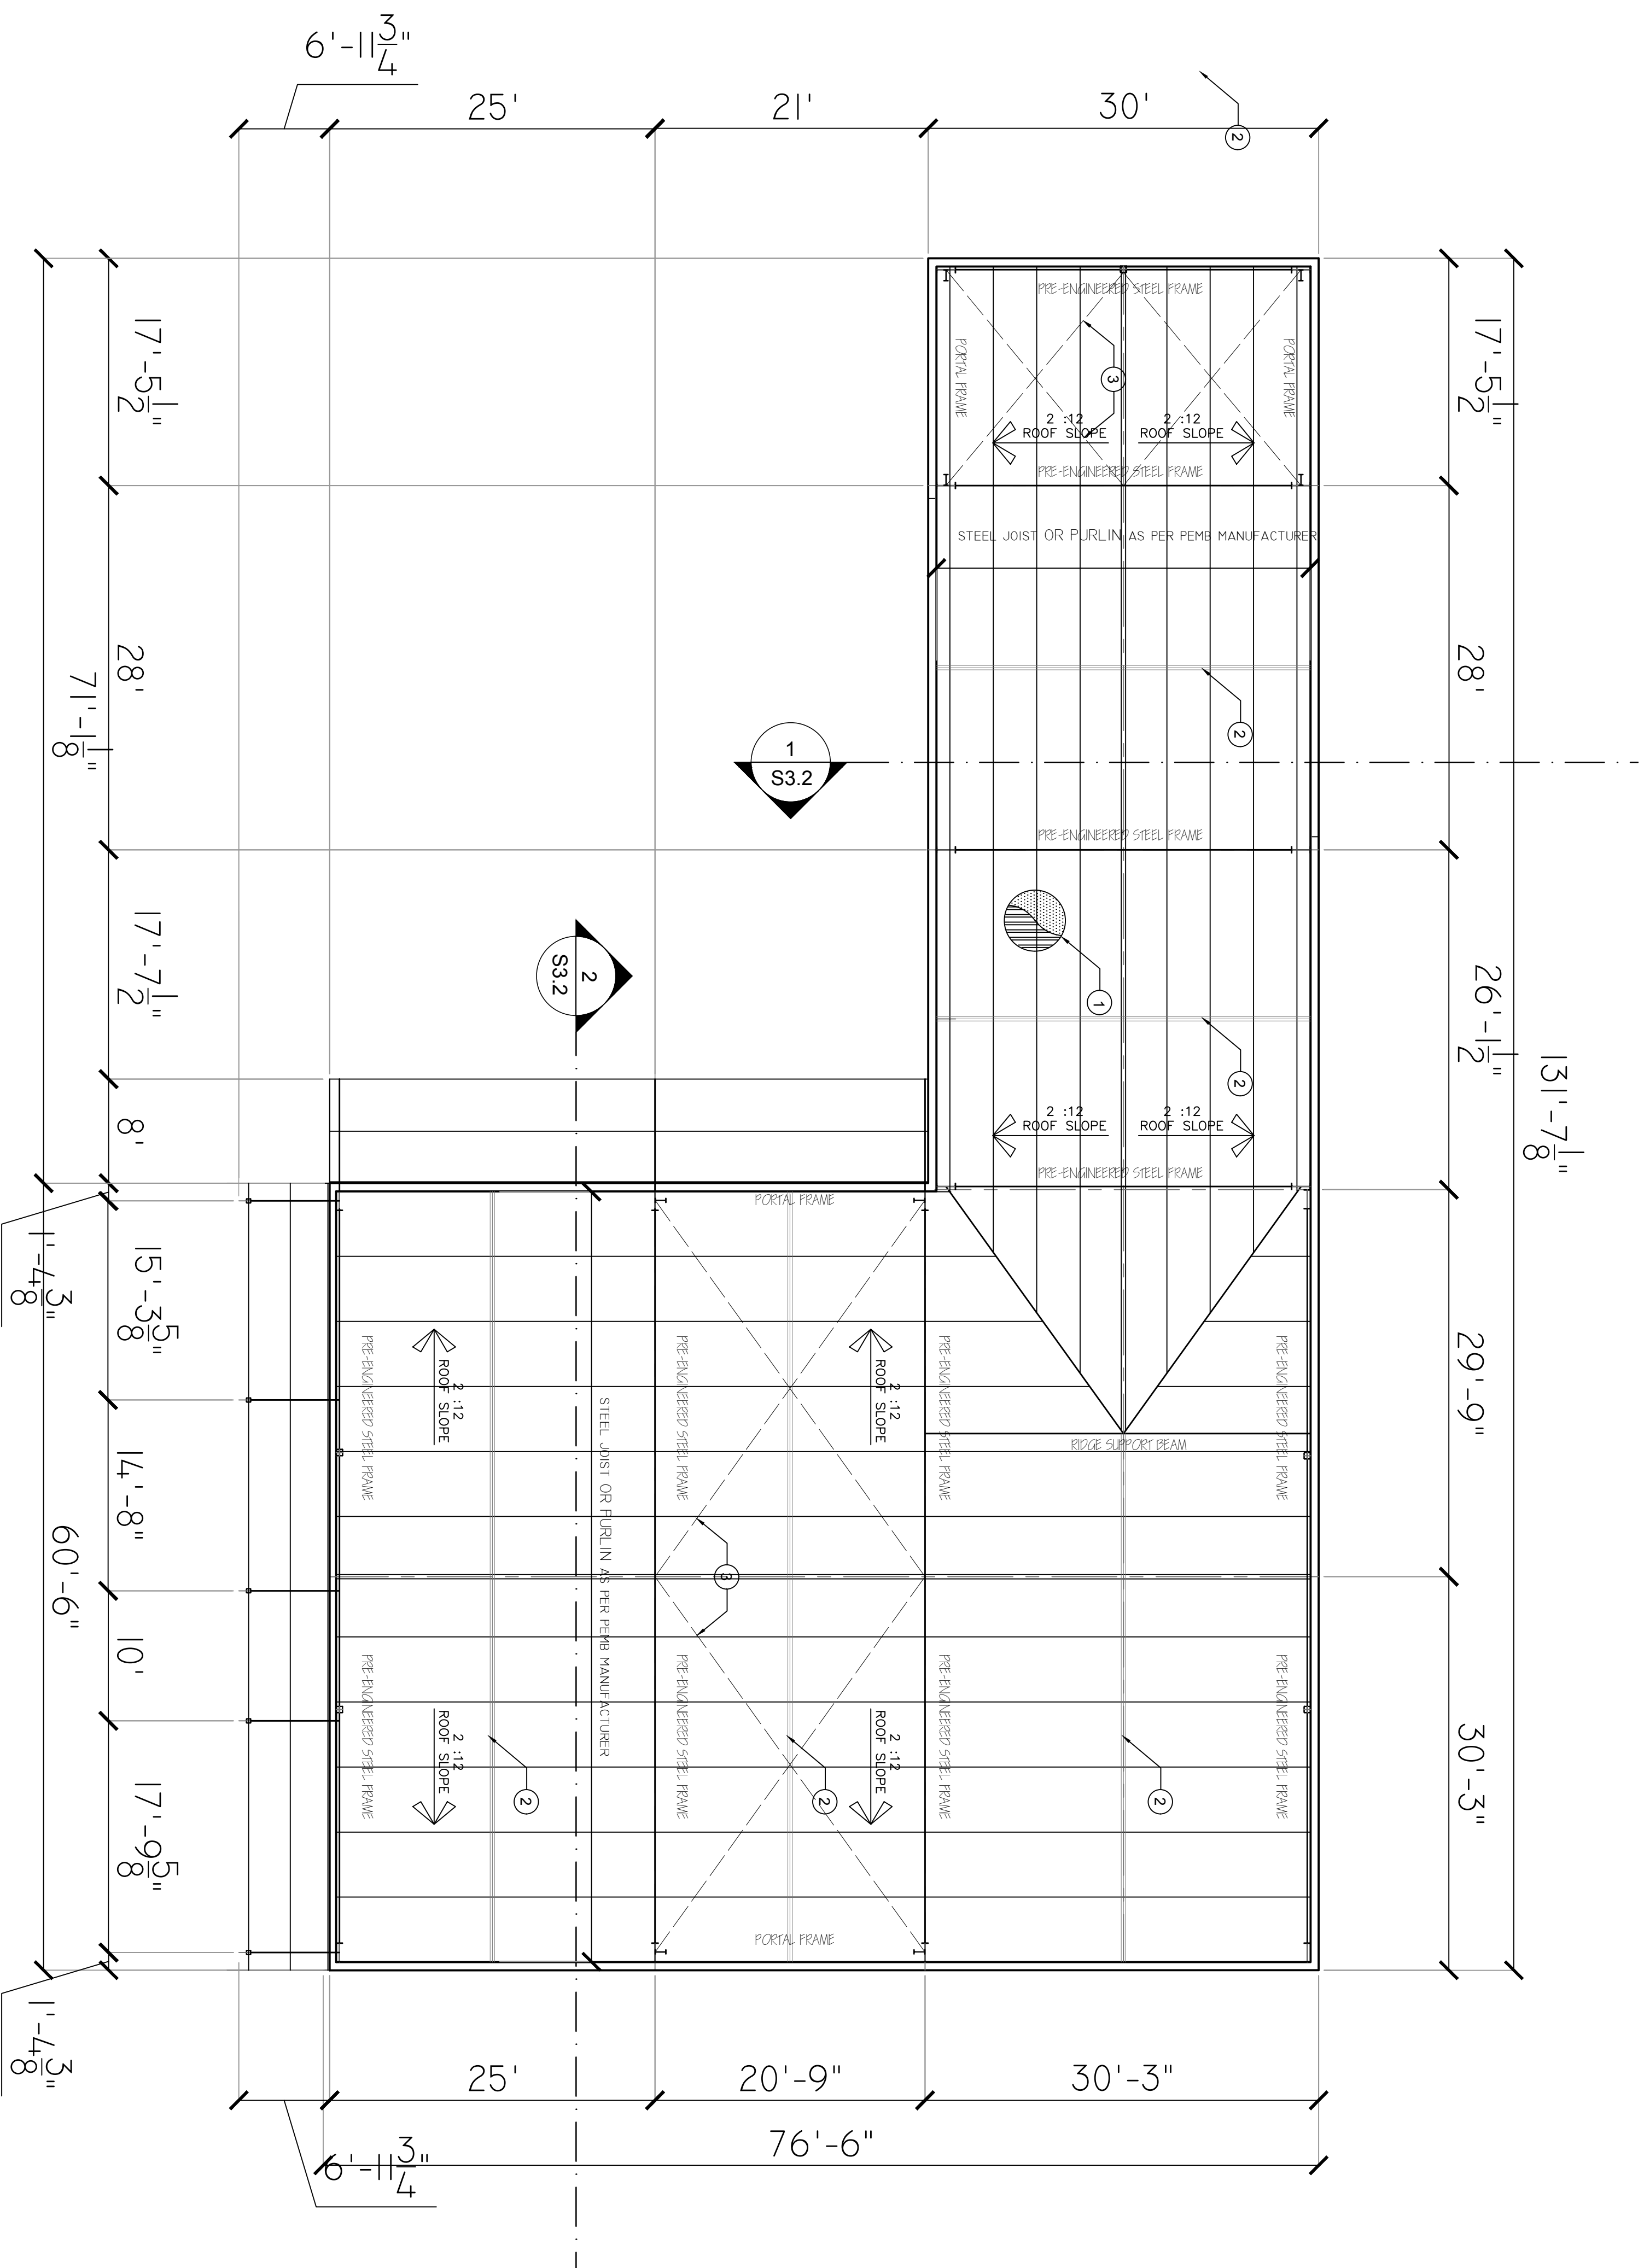 6'-11 3/4"
25'
21'
30'
2
17'-5 1/2"
17'-5 1/2"
PRE-ENGINEERED STEEL FRAME
PORTAL FRAME
PORTAL FRAME
3
2 :12
ROOF SLOPE
2 :12
ROOF SLOPE
PRE-ENGINEERED STEEL FRAME
STEEL JOIST OR PURLIN AS PER PEMB MANUFACTURER
28'
28'
71'-1 1/8"
2
1
S3.2
PRE-ENGINEERED STEEL FRAME
17'-7 1/2"
2
S3.2
1
26'-1 1/2"
131'-7 1/8"
2
8'
2 :12
ROOF SLOPE
2 :12
ROOF SLOPE
PRE-ENGINEERED STEEL FRAME
PORTAL FRAME
1'-4 3/8"
15'-3 5/8"
2 :12
ROOF SLOPE
2 :12
ROOF SLOPE
PRE-ENGINEERED STEEL FRAME
PRE-ENGINEERED STEEL FRAME
PRE-ENGINEERED STEEL FRAME
PRE-ENGINEERED STEEL FRAME
29'-9"
RIDGE SUPPORT BEAM
14'-8"
STEEL JOIST OR PURLIN AS PER PEMB MANUFACTURER
60'-6"
3
10'
PRE-ENGINEERED STEEL FRAME
PRE-ENGINEERED STEEL FRAME
PRE-ENGINEERED STEEL FRAME
PRE-ENGINEERED STEEL FRAME
2 :12
ROOF SLOPE
2 :12
ROOF SLOPE
30'-3"
17'-9 5/8"
2
2
2
PORTAL FRAME
1'-4 3/8"
25'
20'-9"
30'-3"
76'-6"
6'-11 3/4"